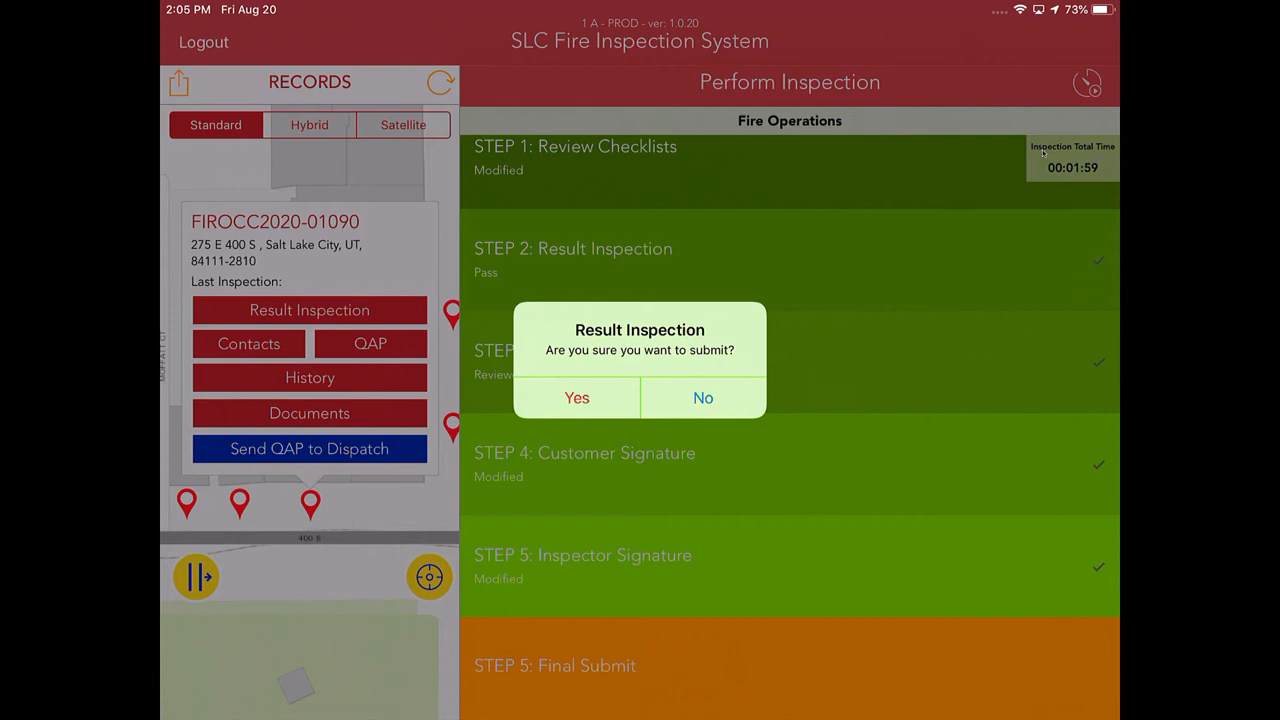 2:05 PM Fri Aug 20
1 A - PROD - ver: 1.0.20
73%
Logout
SLC Fire Inspection System
RECORDS
Perform Inspection
Standard
Hybrid
Satellite
Fire Operations
FIROCC2020-01090
275 E 400 S , Salt Lake City, UT,
84111-2810
Last Inspection:
Result Inspection
Contacts
QAP
History
Documents
Send QAP to Dispatch
MOFFATT CT
400 S
STEP 1: Review Checklists
Modified
Inspection Total Time
00:01:59
STEP 2: Result Inspection
Pass
STEP
Reviewe
Result Inspection
Are you sure you want to submit?
Yes
No
STEP 4: Customer Signature
Modified
STEP 5: Inspector Signature
Modified
STEP 5: Final Submit